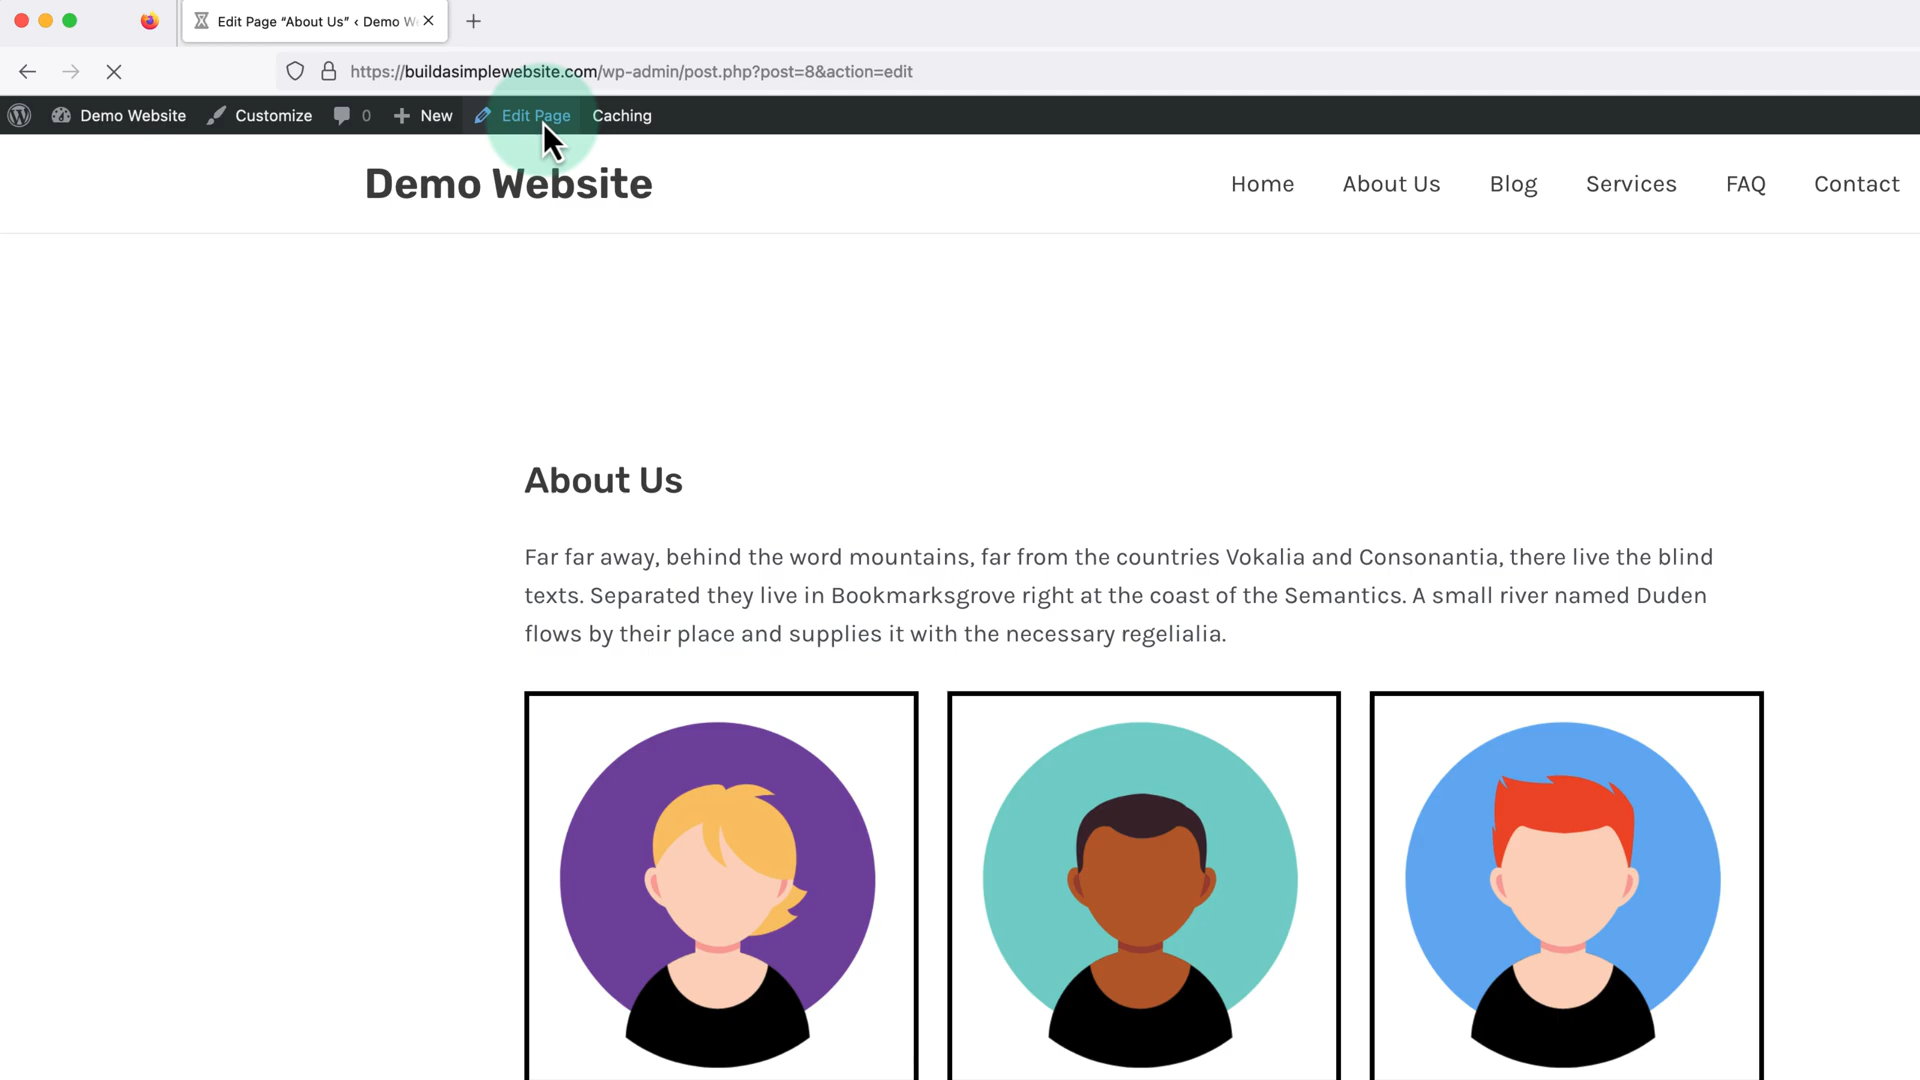 Edit Page “About Us” ‹ Demo W
https://buildasimplewebsite.com/wp-admin/post.php?post=8&action=edit
Demo Website Customize 0 New Edit Page Caching
Demo Website Home About Us Blog Services FAQ Contact
About Us
Far far away, behind the word mountains, far from the countries Vokalia and Consonantia, there live the blind
texts. Separated they live in Bookmarksgrove right at the coast of the Semantics. A small river named Duden
flows by their place and supplies it with the necessary regelialia.